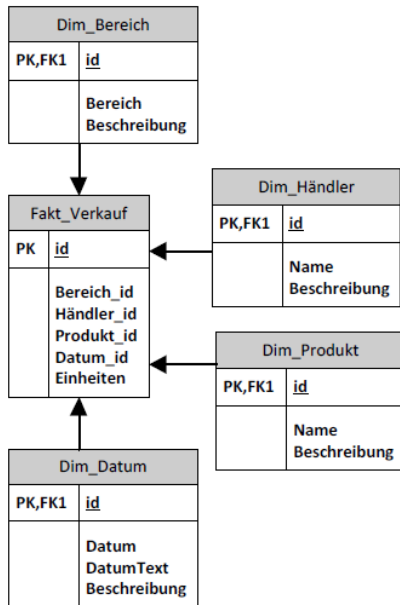 Dim_Bereich
PK,FK1 id
Bereich
Beschreibung
Fakt_Verkauf
PK id
Bereich_id
Händler_id
Produkt_id
Datum_id
Einheiten
Dim_Händler
PK,FK1 id
Name
Beschreibung
Dim_Produkt
PK,FK1 id
Name
Beschreibung
Dim_Datum
PK,FK1 id
Datum
DatumText
Beschreibung